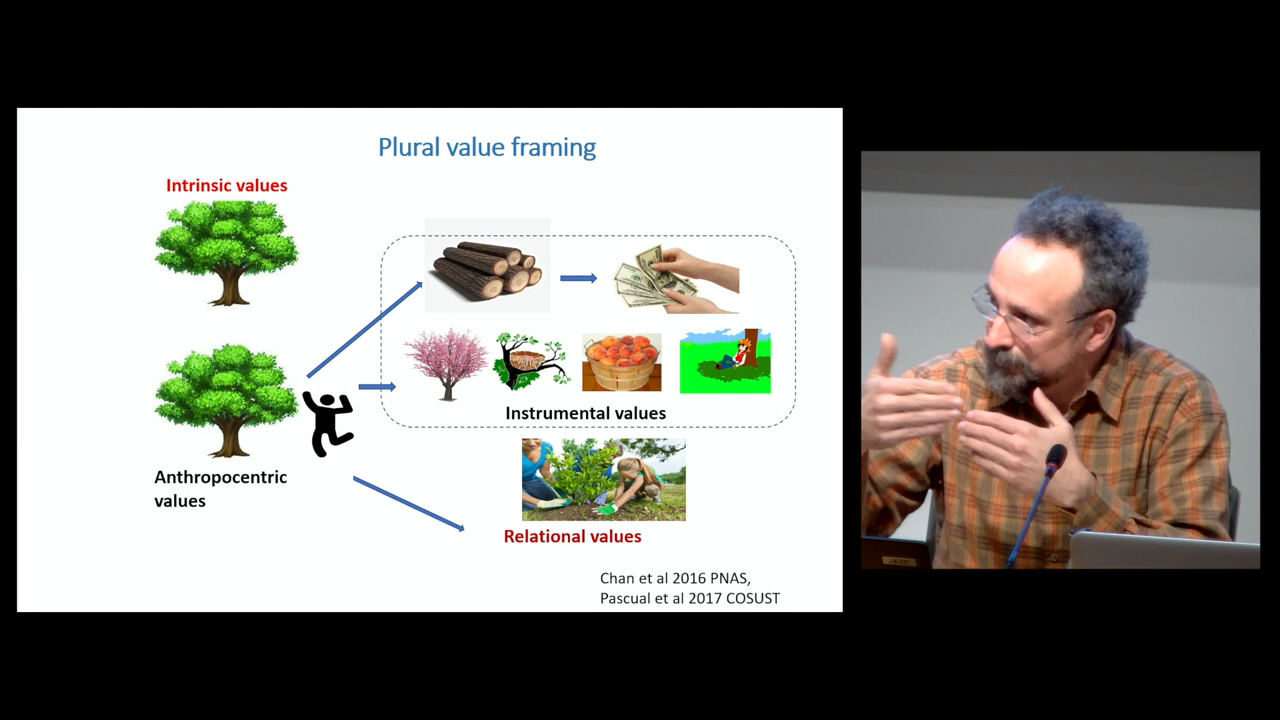 Plural value framing
Intrinsic values
Instrumental values
Anthropocentric
values
Relational values
Chan et al 2016 PNAS,
Pascual et al 2017 COSUST
acer